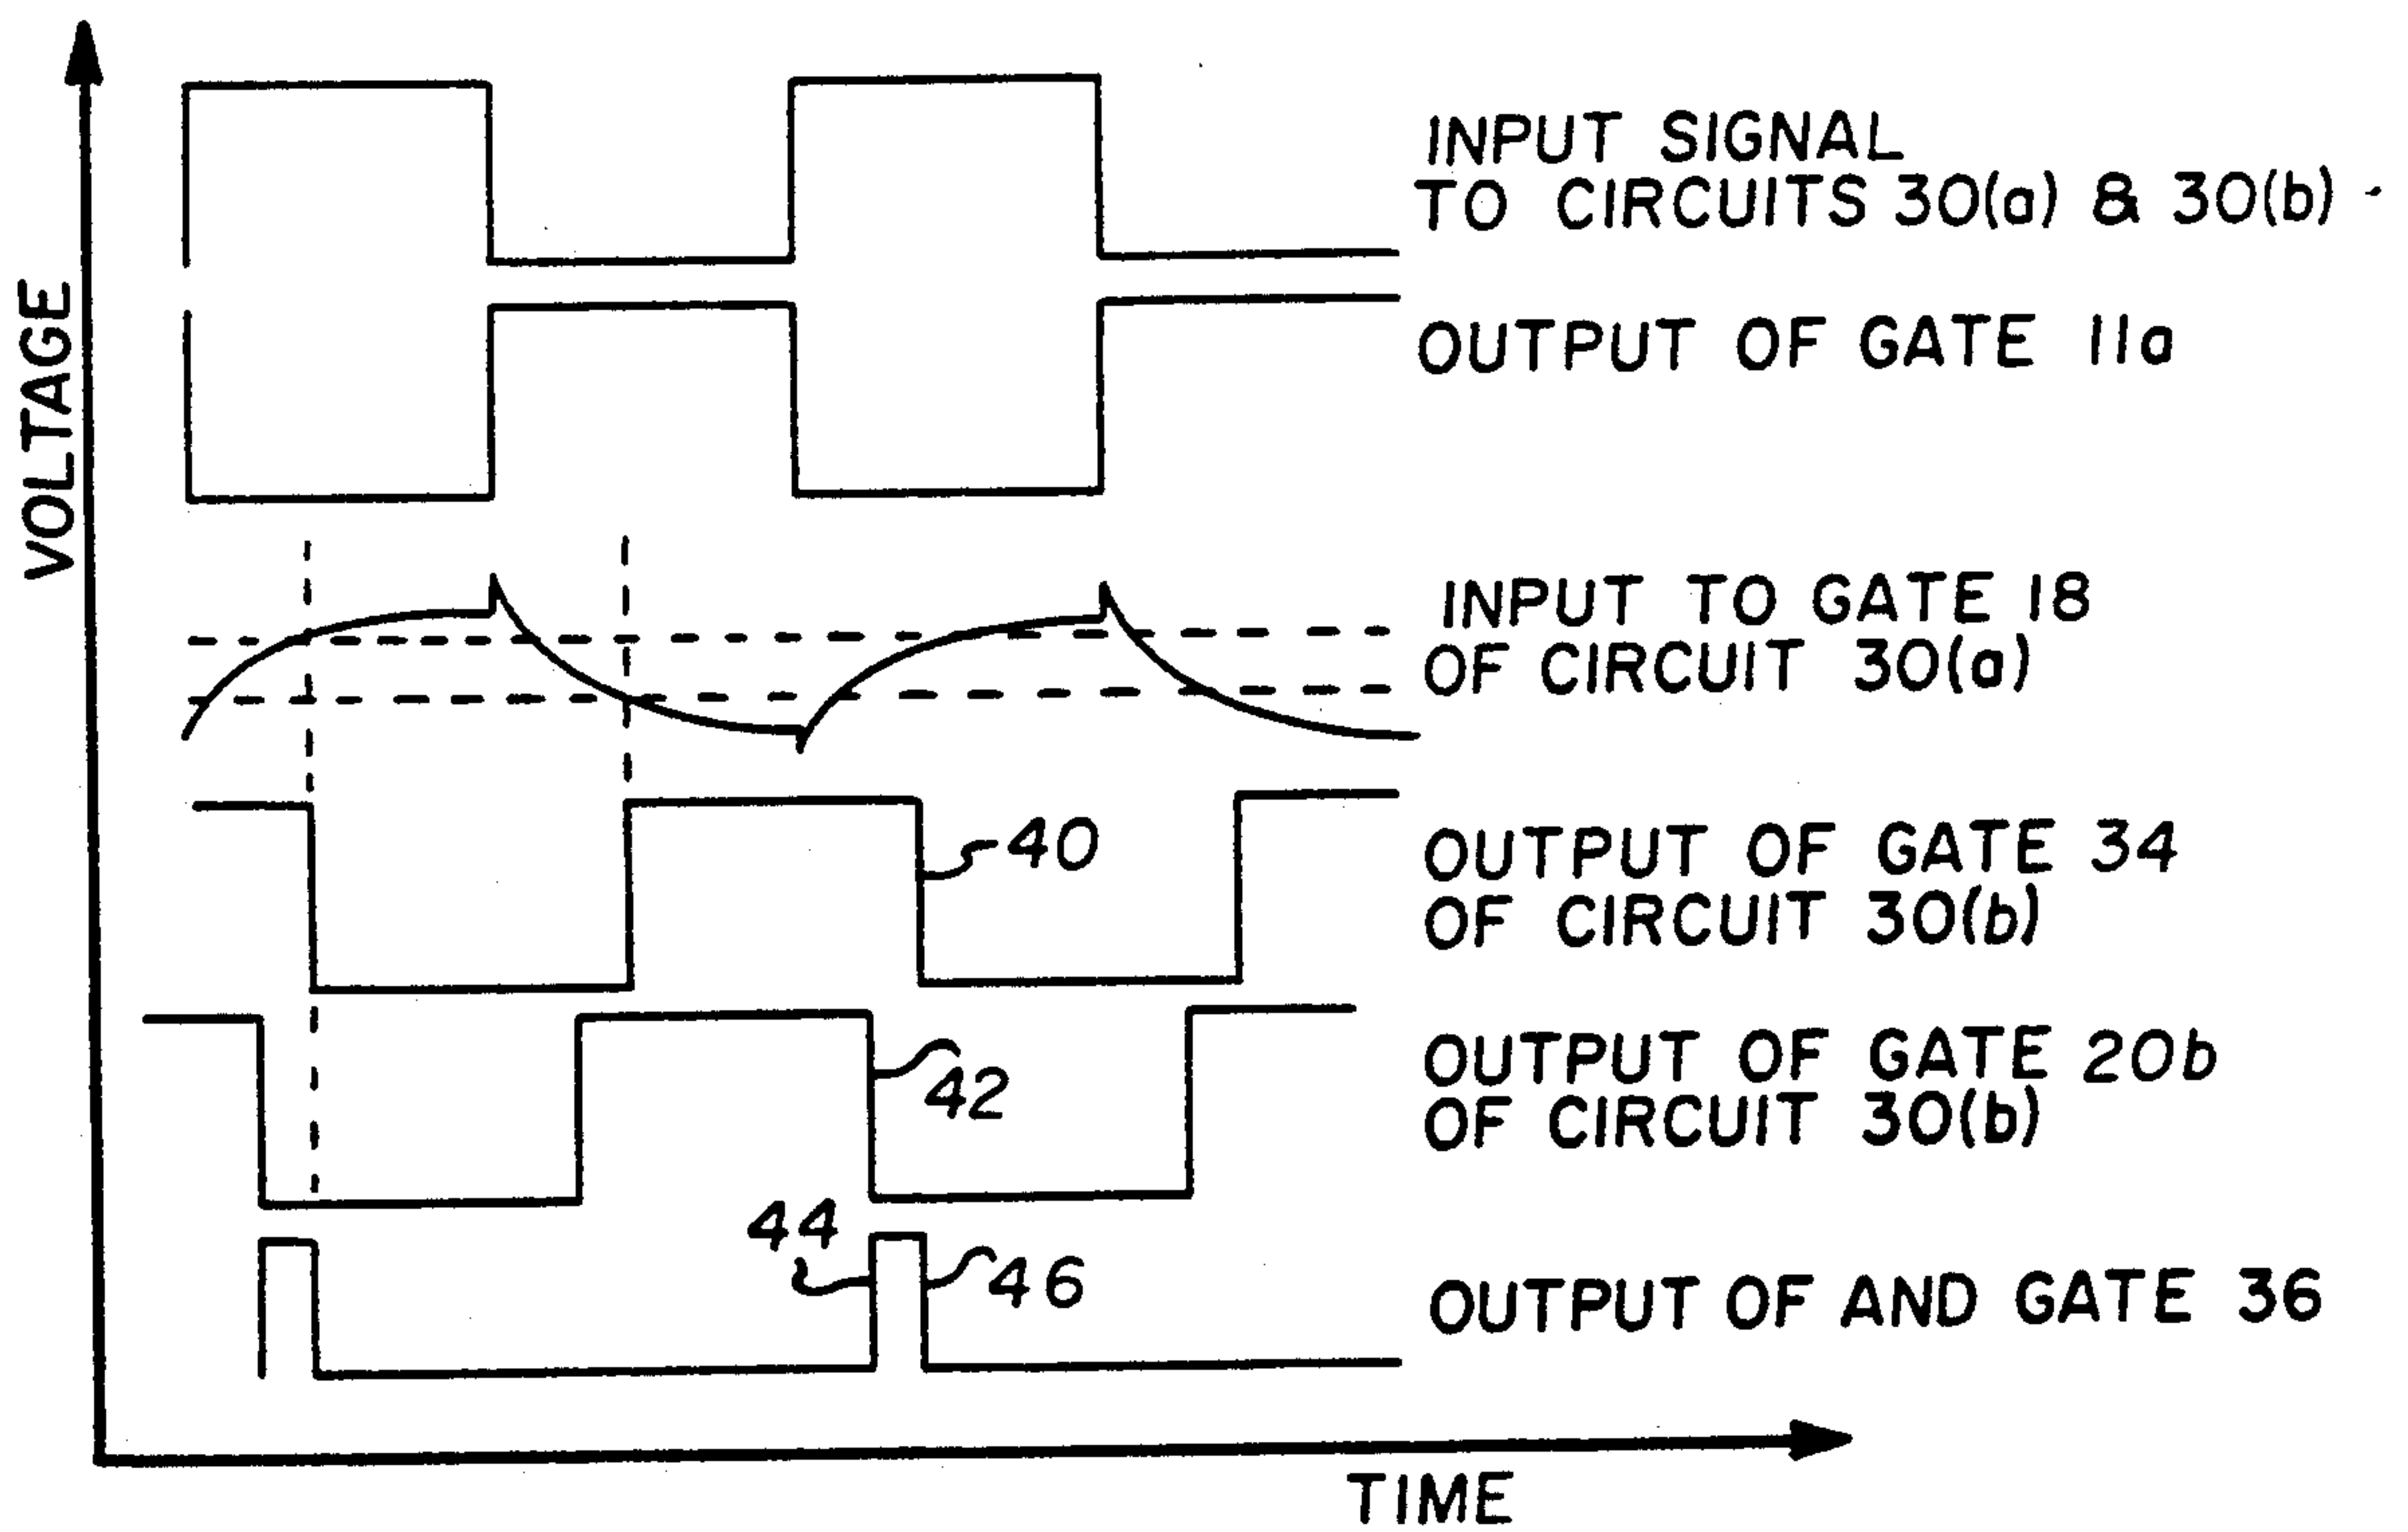 VOLTAGE
INPUT SIGNAL
TO CIRCUITS 30(a) & 30(b)
OUTPUT OF GATE 11a
INPUT TO GATE 18
OF CIRCUIT 30(a)
40
OUTPUT OF GATE 34
OF CIRCUIT 30(b)
42
OUTPUT OF GATE 20b
OF CIRCUIT 30(b)
44
46
OUTPUT OF AND GATE 36
TIME